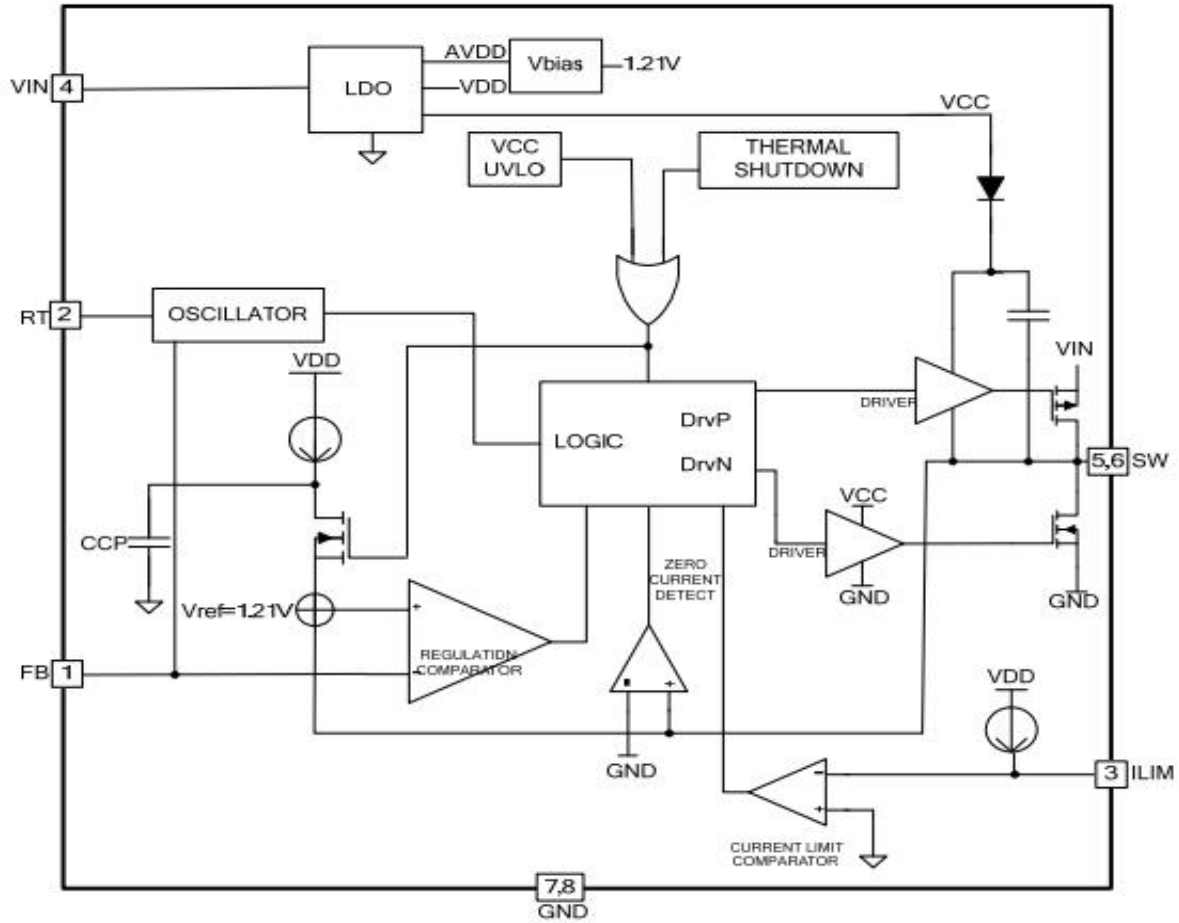 AVDD
Vbias
1.21V
VIN
4
LDO
VDD
VCC
VCC
UVLO
THERMAL
SHUTDOWN
RT
2
OSCILLATOR
VDD
VIN
DRIVER
DrvP
LOGIC
DrvN
5,6
SW
VCC
CCP
DRIVER
ZERO
CURRENT
DETECT
GND
GND
Vref=1.21V
+
REGULATION
COMPARATOR
-
FB
1
+
VDD
GND
3
ILIM
-
+
CURRENT LIMIT
COMPARATOR
7,8
GND